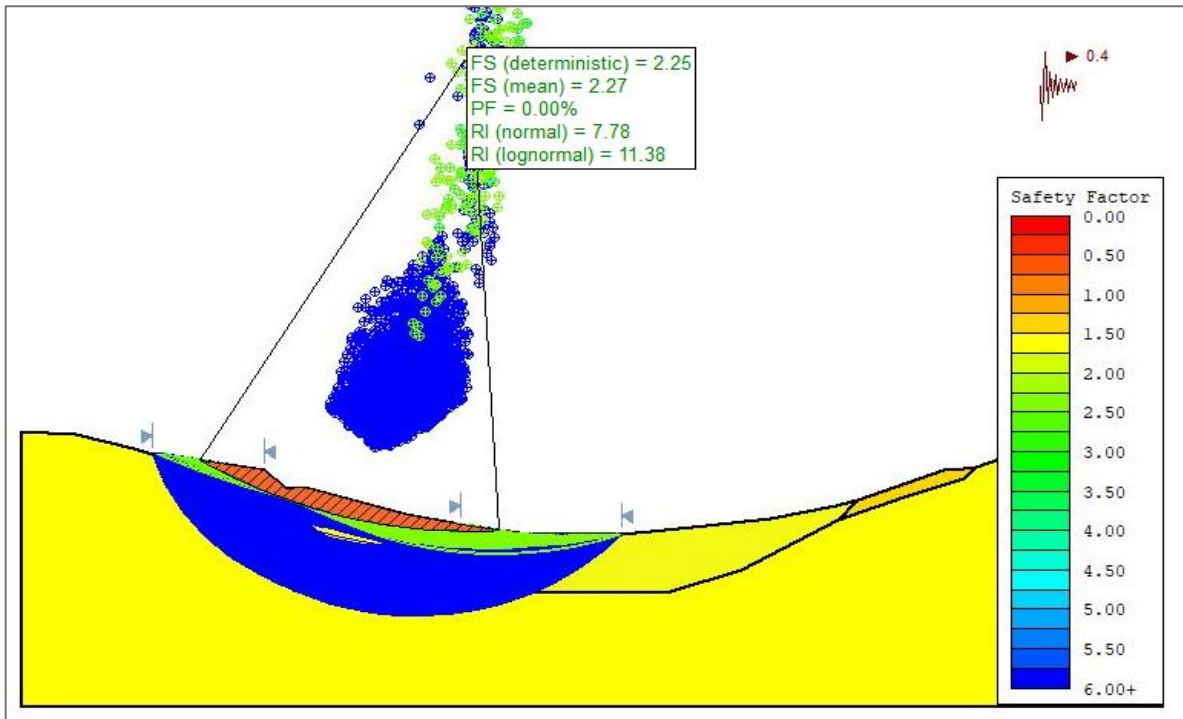 FS (deterministic) = 2.25
FS (mean) = 2.27
PF = 0.00%
RI (normal) = 7.78
RI (lognormal) = 11.38
0.4
Safety Factor
0.00
0.50
1.00
1.50
2.00
2.50
3.00
3.50
4.00
4.50
5.00
5.50
6.00+